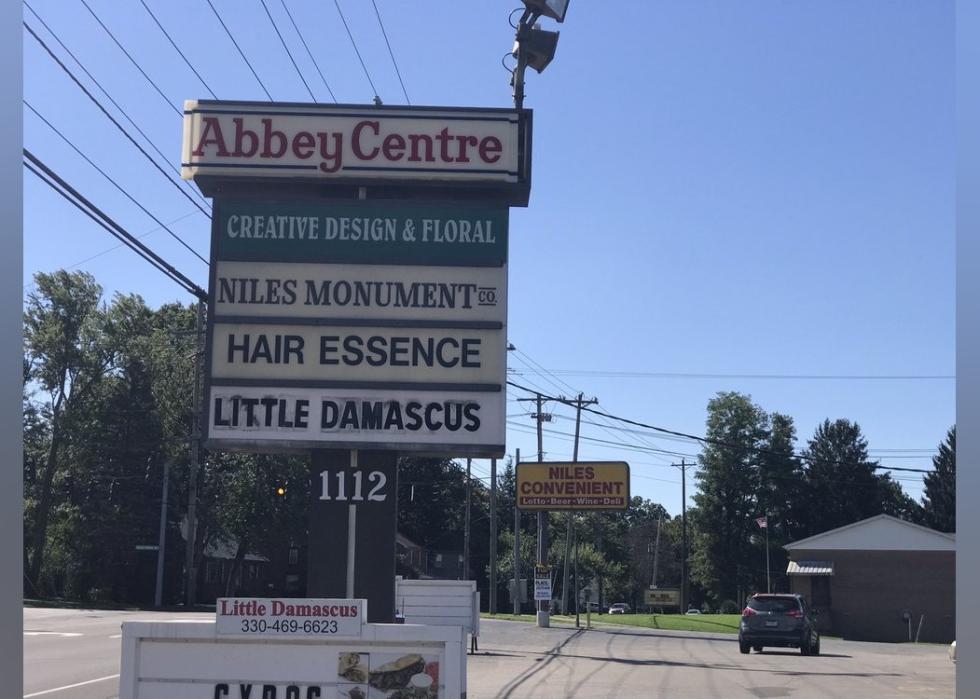 Abbey Centre
CREATIVE DESIGN & FLORAL
NILES MONUMENT CO.
HAIR ESSENCE
LITTLE DAMASCUS
1112
NILES
CONVENIENT
Lotto-Beer-Wine-Deli
Little Damascus
330-469-6623
GYROS